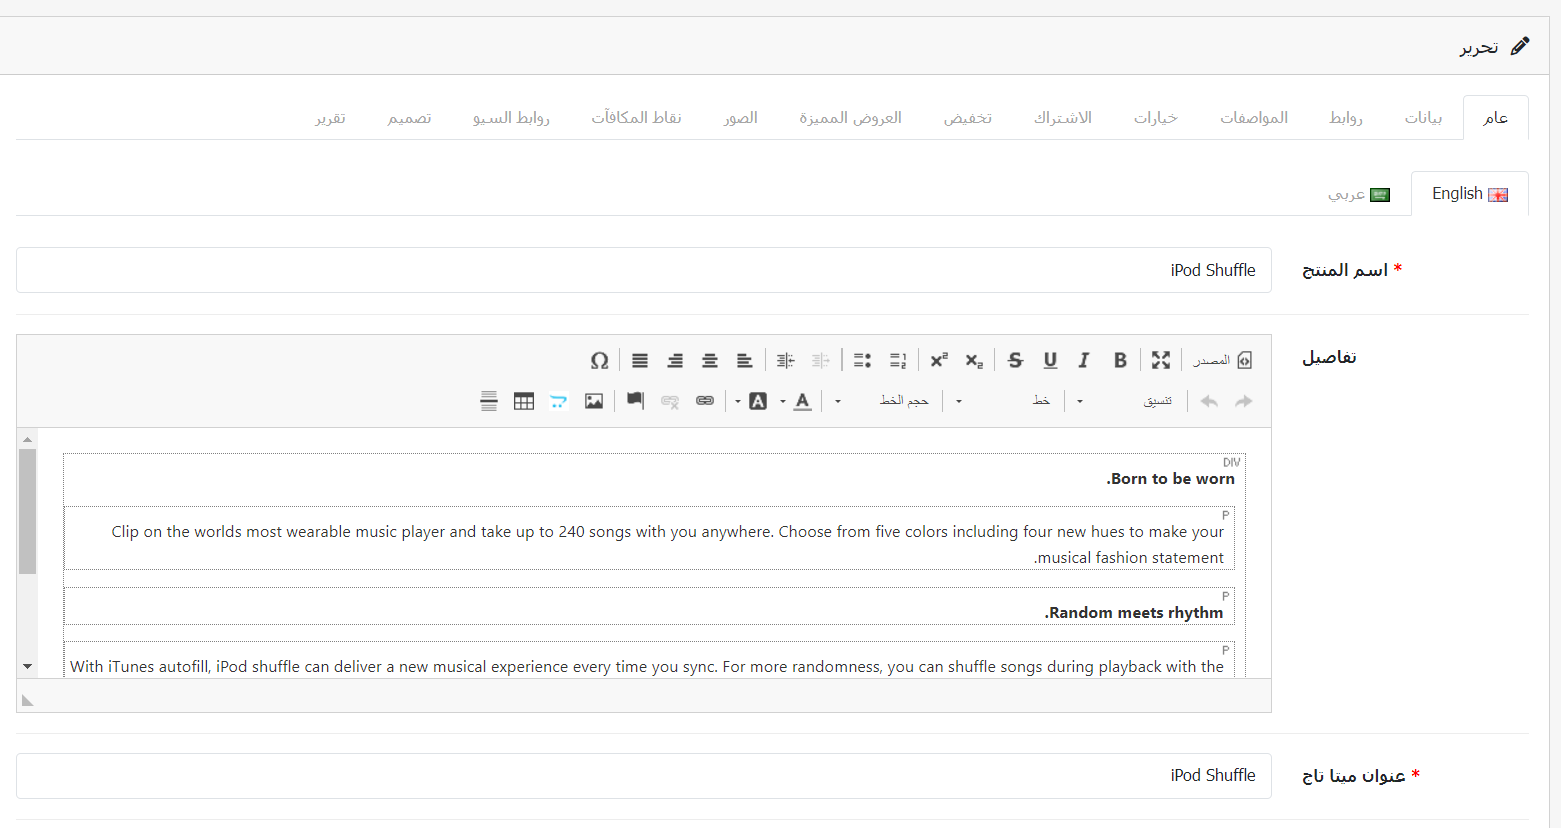 تحرير
عام
بيانات
روابط
المواصفات
خيارات
الاشتراك
تخفيض
العروض المميزة
الصور
نقاط المكافآت
روابط السيو
تصميم
تقرير
English
عربي
* اسم المنتج
iPod Shuffle
تفاصيل
المصدر
تنسيق
خط
حجم الخط
DIV
Born to be worn.
P
Clip on the worlds most wearable music player and take up to 240 songs with you anywhere. Choose from five colors including four new hues to make your
musical fashion statement.
P
Random meets rhythm.
P
With iTunes autofill, iPod shuffle can deliver a new musical experience every time you sync. For more randomness, you can shuffle songs during playback with the
* عنوان ميتا تاج
iPod Shuffle